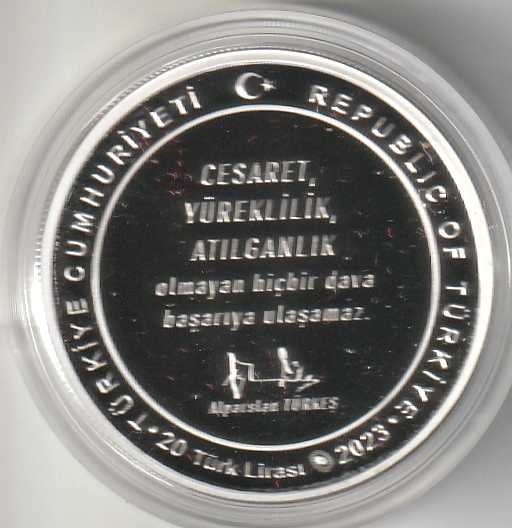 TÜRKİYE CUMHURİYETİ
REPUBLIC OF TÜRKİYE
CESARET,
YÜREKLİLİK,
ATILGANLIK
olmayan hiçbir dava
başarıya ulaşamaz.
Alparslan TÜRKEŞ
• 20 Türk Lirası 2023 •